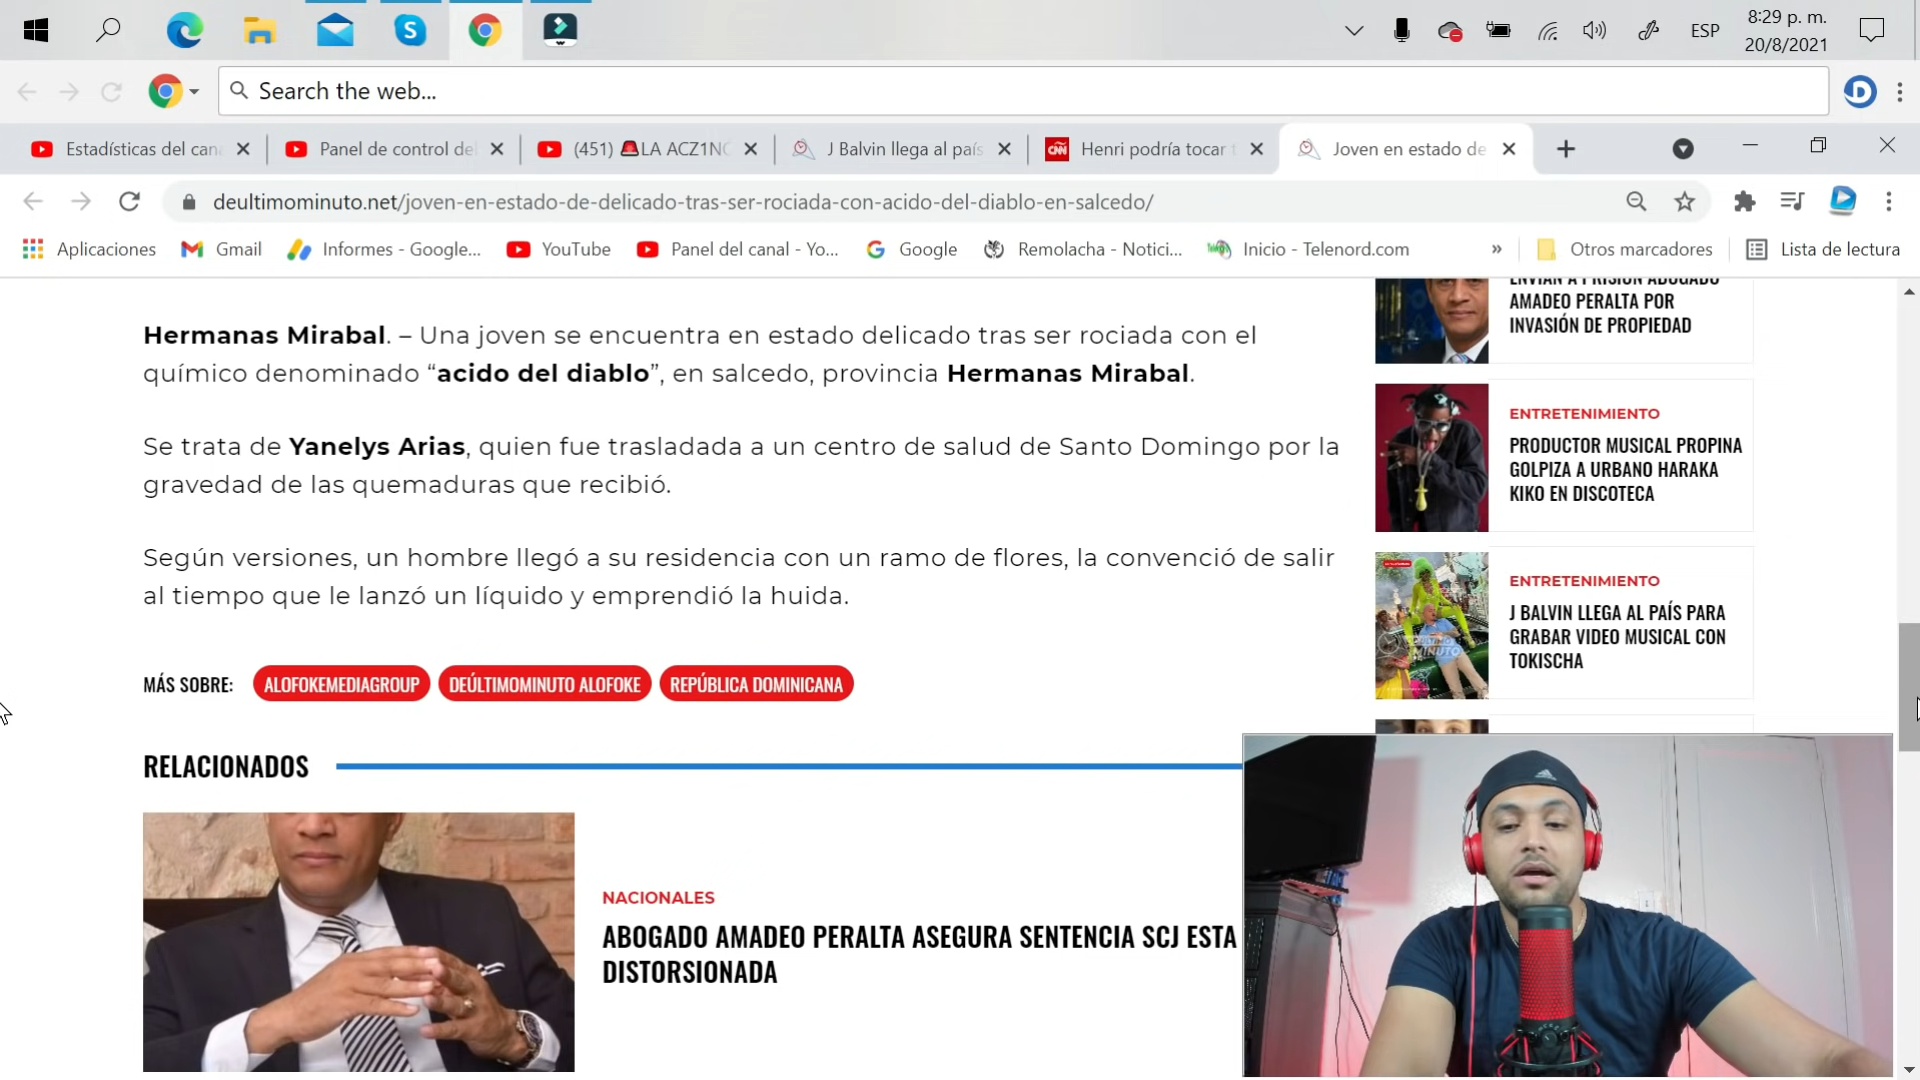 8:29 p. m.
ESP
20/8/2021
Search the web...
Estadísticas del can
Panel de control de
(451) 🚨LA ACZ1NÓ
J Balvin llega al país
Henri podría tocar t
Joven en estado de
deultimominuto.net/joven-en-estado-de-delicado-tras-ser-rociada-con-acido-del-diablo-en-salcedo/
Aplicaciones
Gmail
Informes - Google...
YouTube
Panel del canal - Yo...
Google
Remolacha - Notici...
Inicio - Telenord.com
»
Otros marcadores
Lista de lectura
Hermanas Mirabal. – Una joven se encuentra en estado delicado tras ser rociada con el
químico denominado “acido del diablo”, en salcedo, provincia Hermanas Mirabal.
Se trata de Yanelys Arias, quien fue trasladada a un centro de salud de Santo Domingo por la
gravedad de las quemaduras que recibió.
Según versiones, un hombre llegó a su residencia con un ramo de flores, la convenció de salir
al tiempo que le lanzó un líquido y emprendió la huida.
MÁS SOBRE:
ALOFOKEMEDIAGROUP
DEÚLTIMOMINUTO ALOFOKE
REPÚBLICA DOMINICANA
RELACIONADOS
NACIONALES
ABOGADO AMADEO PERALTA ASEGURA SENTENCIA SCJ ESTA
DISTORSIONADA
ENVÍAN A PRISIÓN ABOGADO
AMADEO PERALTA POR
INVASIÓN DE PROPIEDAD
ENTRETENIMIENTO
PRODUCTOR MUSICAL PROPINA
GOLPIZA A URBANO HARAKA
KIKO EN DISCOTECA
ENTRETENIMIENTO
J BALVIN LLEGA AL PAÍS PARA
GRABAR VIDEO MUSICAL CON
TOKISCHA